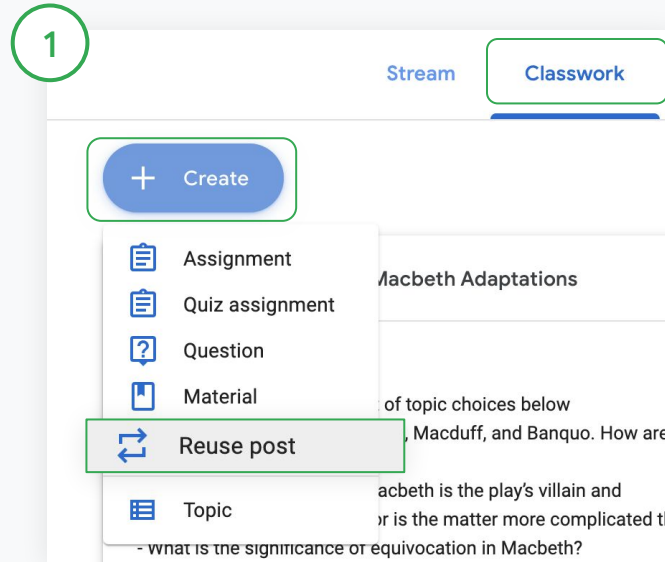 1
Stream Classwork
+ Create
Assignment
Macbeth Adaptations
Quiz assignment
Question
Material
of topic choices below
Reuse post
, Macduff, and Banquo. How are
acbeth is the play's villain and
Topic
or is the matter more complicated t
- What is the significance of equivocation in Macbeth?